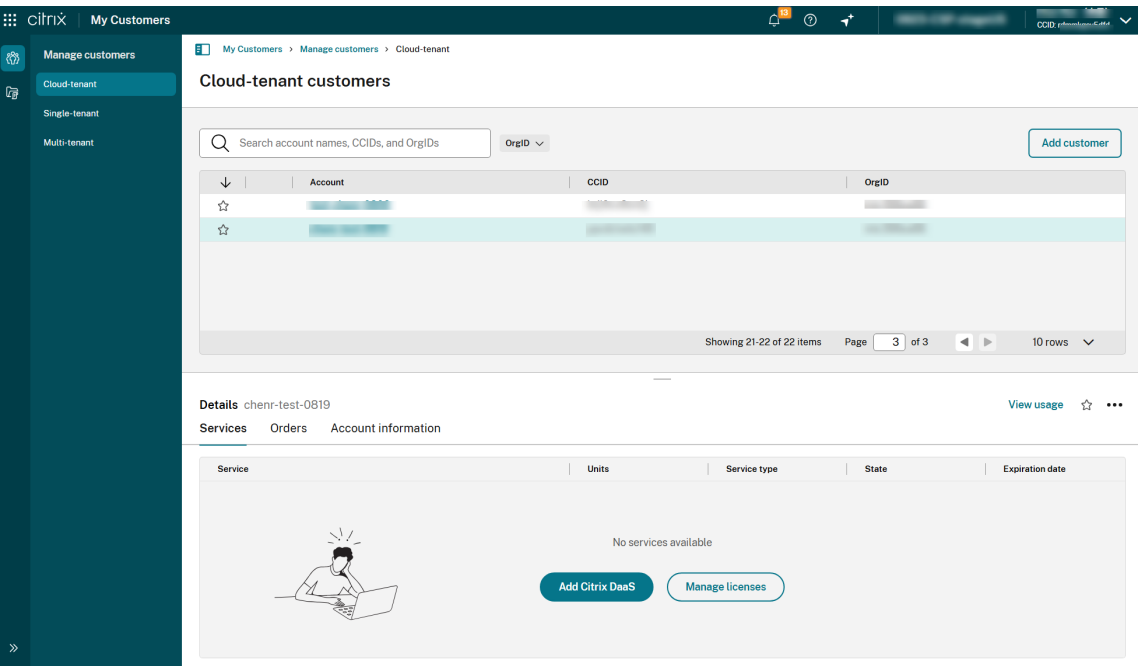 citrix My Customers 13
CCID:
Manage customers
Cloud-tenant
Single-tenant
Multi-tenant
My Customers › Manage customers › Cloud-tenant
Cloud-tenant customers
Search account names, CCIDs, and OrgIDs OrgID Add customer
Account CCID OrgID
Showing 21-22 of 22 items Page 3 of 3 10 rows
Details chenr-test-0819 View usage
Services Orders Account information
Service Units Service type State Expiration date
No services available
Add Citrix DaaS Manage licenses